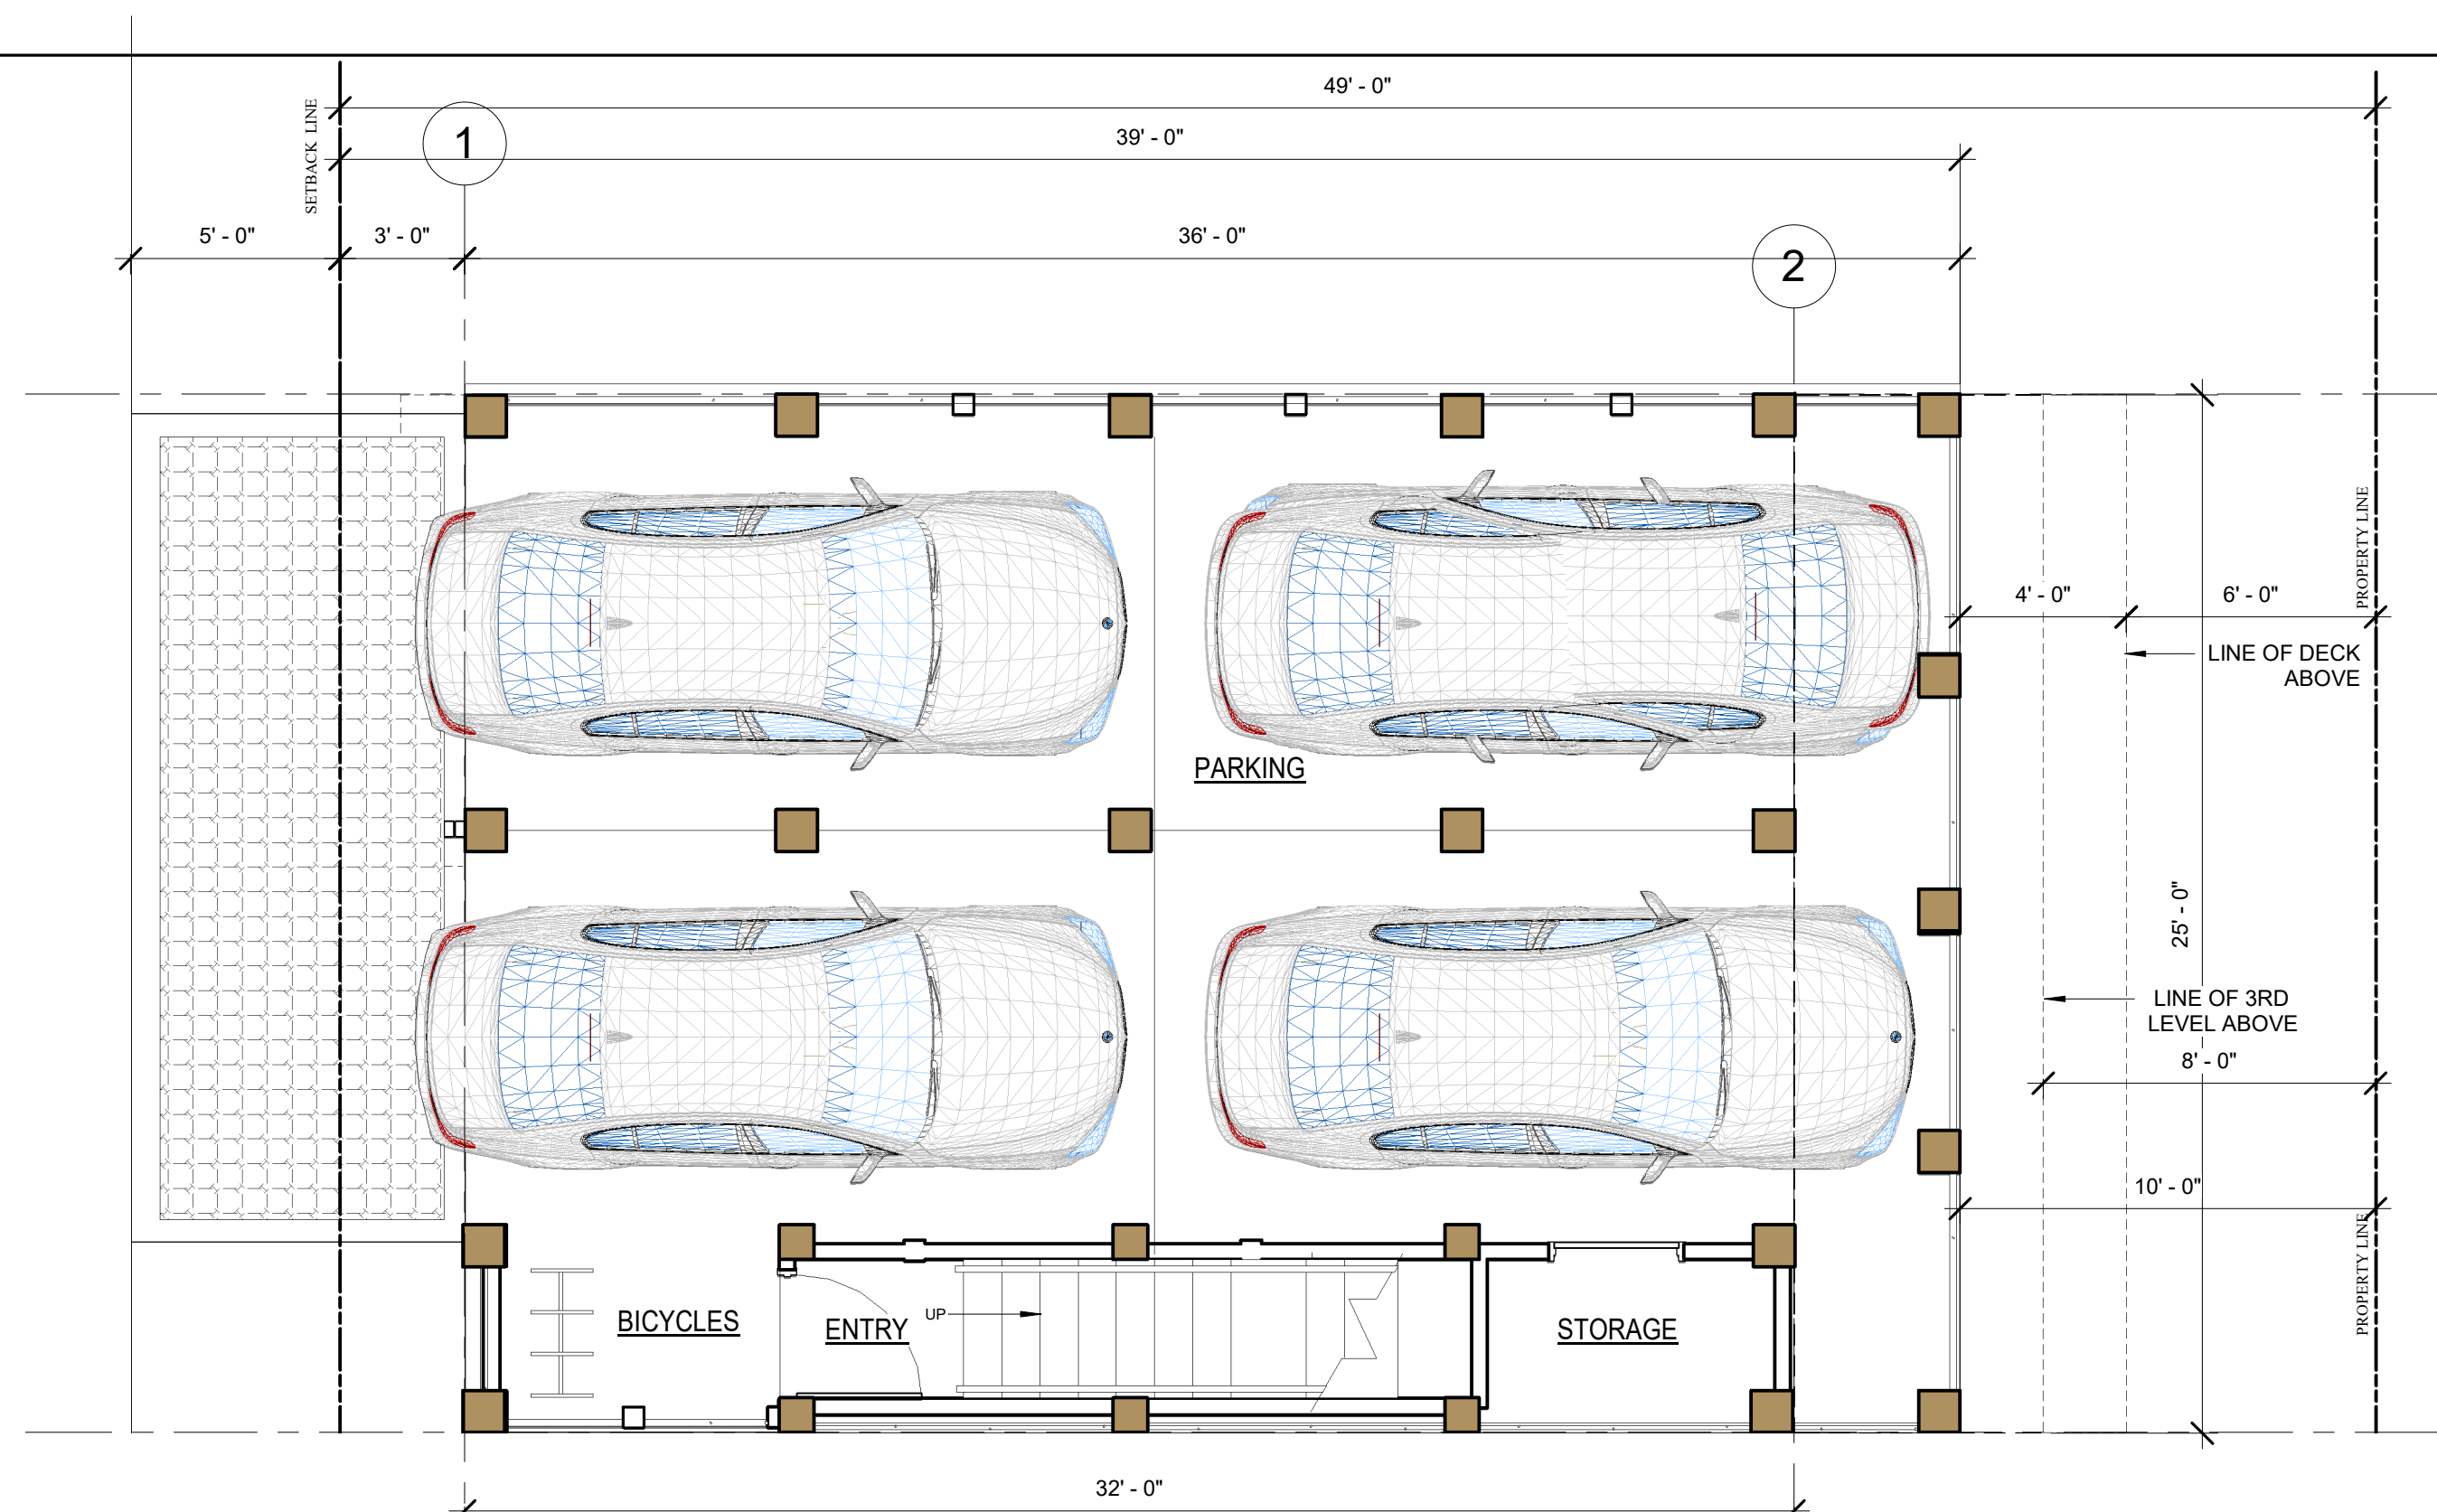 49' - 0"
39' - 0"
SETBACK LINE
1
5' - 0"
3' - 0"
36' - 0"
2
PROPERTY LINE
4' - 0"
6' - 0"
LINE OF DECK
ABOVE
PARKING
25' - 0"
LINE OF 3RD
LEVEL ABOVE
8' - 0"
10' - 0"
PROPERTY LINE
BICYCLES
ENTRY
UP
STORAGE
32' - 0"